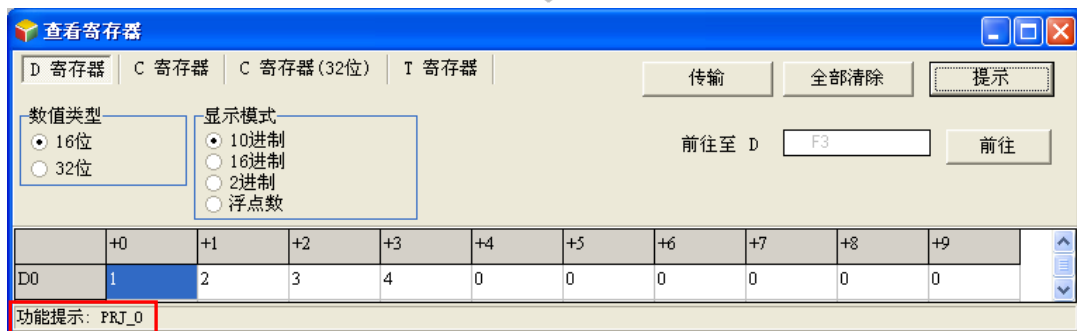 查看寄存器
D 寄存器 C 寄存器 C 寄存器(32位) T 寄存器
传输 全部清除 提示
数值类型 显示模式
16位 10进制
前往至 D F3 前往
32位 16进制
2进制
浮点数
+0 +1 +2 +3 +4 +5 +6 +7 +8 +9
D0 1 2 3 4 0 0 0 0 0 0
功能提示: PRJ_0